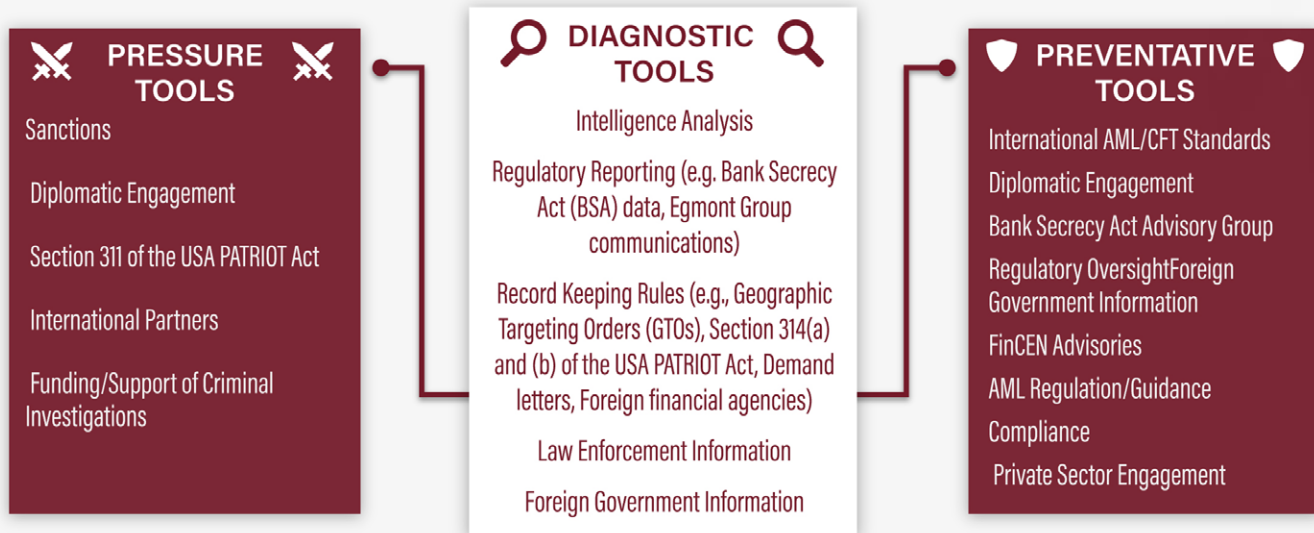 PRESSURE
TOOLS
Sanctions
Diplomatic Engagement
Section 311 of the USA PATRIOT Act
International Partners
Funding/Support of Criminal
Investigations
DIAGNOSTIC
TOOLS
Intelligence Analysis
Regulatory Reporting (e.g. Bank Secrecy
Act (BSA) data, Egmont Group
communications)
Record Keeping Rules (e.g., Geographic
Targeting Orders (GTOs), Section 314(a)
and (b) of the USA PATRIOT Act, Demand
letters, Foreign financial agencies)
Law Enforcement Information
Foreign Government Information
PREVENTATIVE
TOOLS
International AML/CFT Standards
Diplomatic Engagement
Bank Secrecy Act Advisory Group
Regulatory OversightForeign
Government Information
FinCEN Advisories
AML Regulation/Guidance
Compliance
Private Sector Engagement